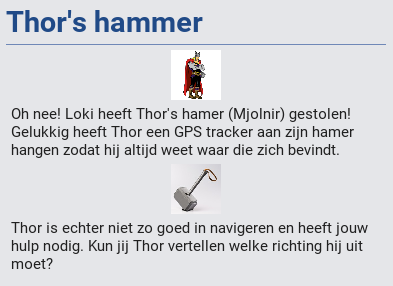 Thor's hammer
Oh nee! Loki heeft Thor's hamer (Mjolnir) gestolen!
Gelukkig heeft Thor een GPS tracker aan zijn hamer
hangen zodat hij altijd weet waar die zich bevindt.
Thor is echter niet zo goed in navigeren en heeft jouw
hulp nodig. Kun jij Thor vertellen welke richting hij uit
moet?